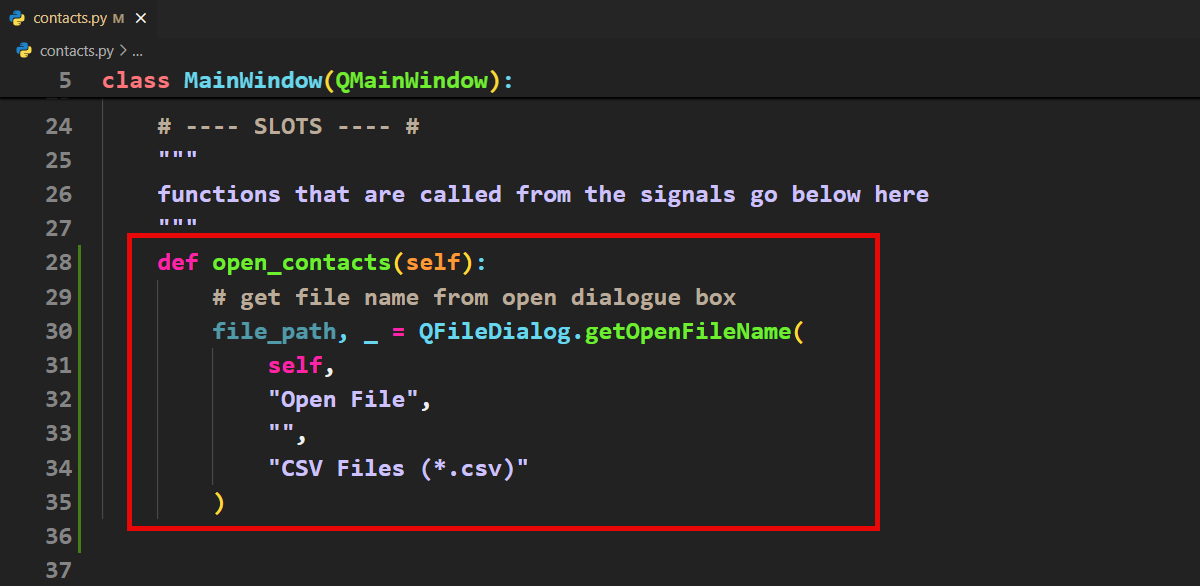 contacts.py M ×
contacts.py > ...
5 class MainWindow(QMainWindow):
24 # ---- SLOTS ---- #
25 """
26 functions that are called from the signals go below here
27 """
28 def open_contacts(self):
29 # get file name from open dialogue box
30 file_path, _ = QFileDialog.getOpenFileName(
31 self,
32 "Open File",
33 "",
34 "CSV Files (*.csv)"
35 )
36
37